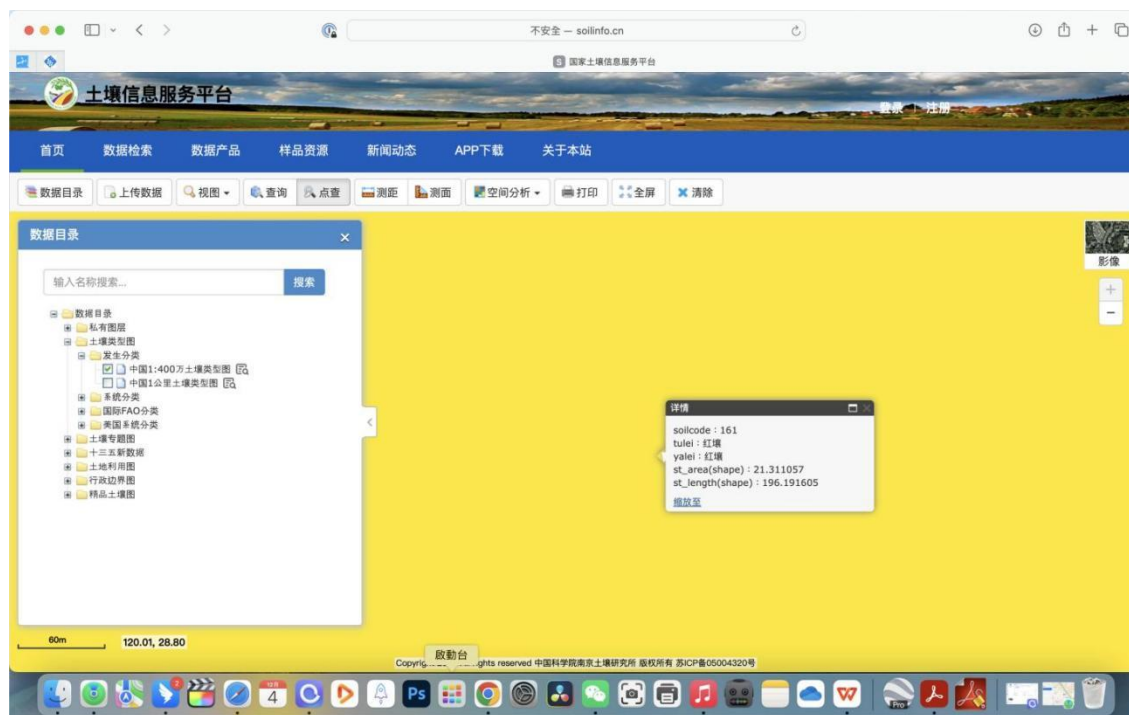 不安全 — soilinfo.cn
S 国家土壤信息服务平台
土壤信息服务平台
登录 | 注册
首页 数据检索 数据产品 样品资源 新闻动态 APP下载 关于本站
数据目录 上传数据 视图 查询 点查 测距 测面 空间分析 打印 全屏 清除
数据目录 ×
影像
输入名称搜索... 搜索
数据目录
私有图层
土壤类型图
发生分类
中国1:400万土壤类型图
中国1公里土壤类型图
系统分类
国际FAO分类
美国系统分类
土壤专题图
十三五新数据
土地利用图
行政边界图
精品土壤图
详情
soilcode：161
tulei：红壤
yalei：红壤
st_area(shape)：21.311057
st_length(shape)：196.191605
缩放至
60m 120.01, 28.80
啟動台
ghts reserved 中国科学院南京土壤研究所 版权所有 苏ICP备05004320号
2
12月
4
Ps
Pro